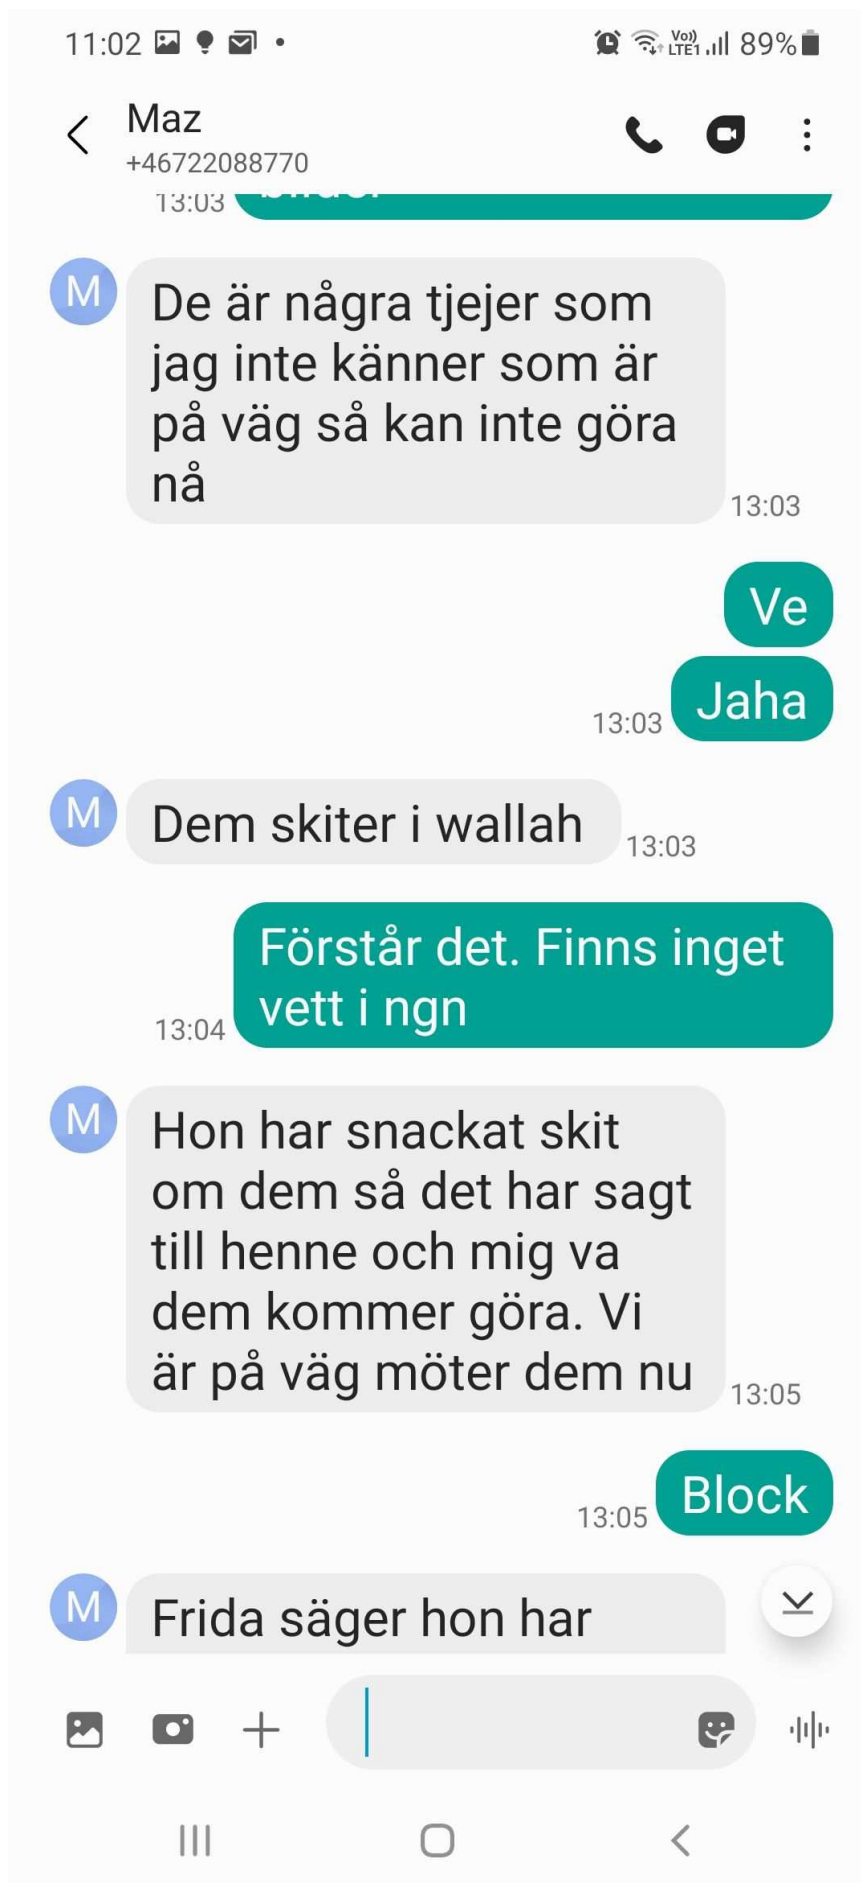 11:02
Vo))
LTE1
89%
Maz
+46722088770
13:03
M
De är några tjejer som
jag inte känner som är
på väg så kan inte göra
nå
13:03
Ve
Jaha
13:03
M
Dem skiter i wallah
13:03
Förstår det. Finns inget
vett i ngn
13:04
M
Hon har snackat skit
om dem så det har sagt
till henne och mig va
dem kommer göra. Vi
är på väg möter dem nu
13:05
Block
13:05
M
Frida säger hon har